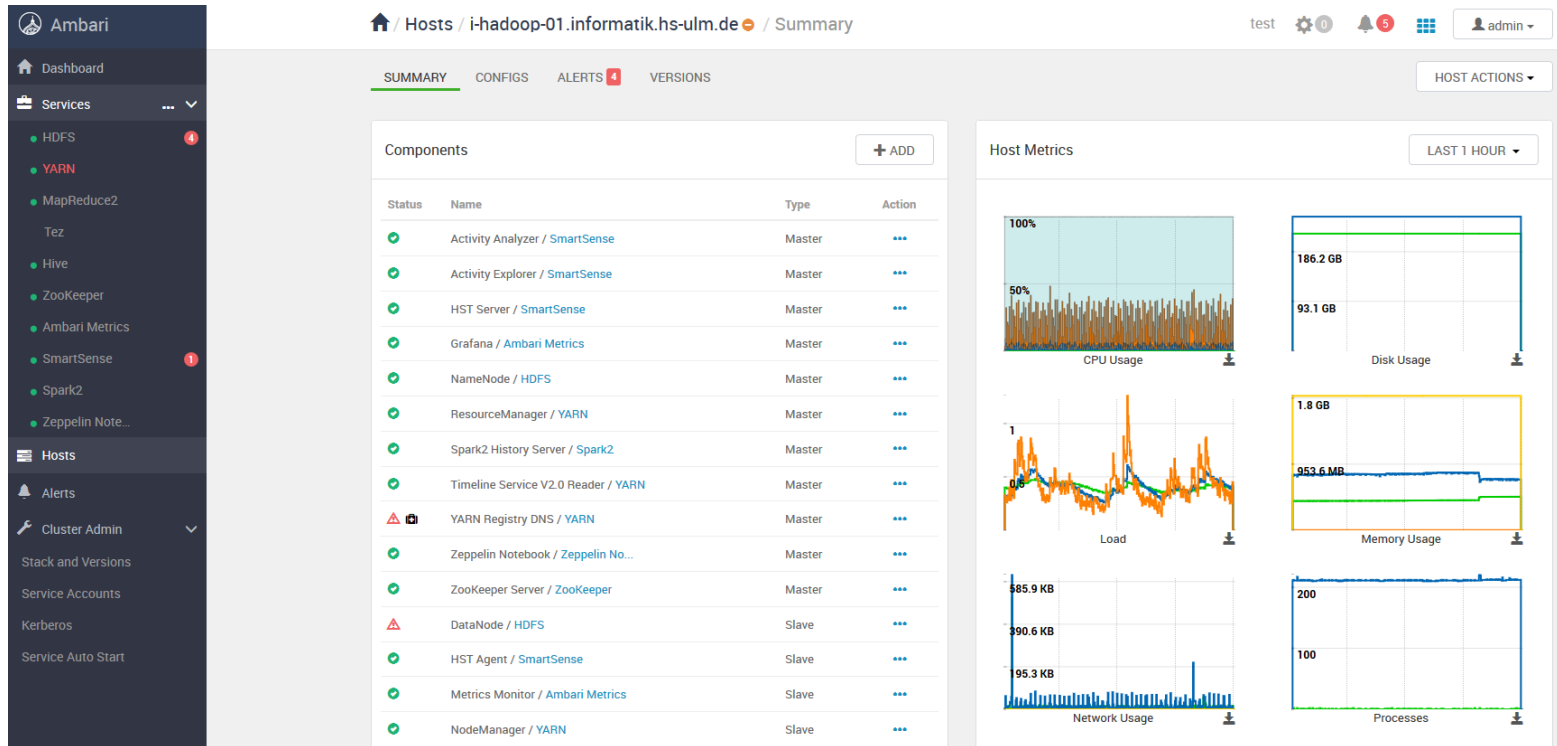 Ambari
Hosts / i-hadoop-01.informatik.hs-ulm.de / Summary
test
0
5
admin
Dashboard
Services ...
HDFS 4
YARN
MapReduce2
Tez
Hive
ZooKeeper
Ambari Metrics
SmartSense 1
Spark2
Zeppelin Note...
Hosts
Alerts
Cluster Admin
Stack and Versions
Service Accounts
Kerberos
Service Auto Start
SUMMARY CONFIGS ALERTS 4 VERSIONS
HOST ACTIONS
Components
+ ADD
Status Name Type Action
Activity Analyzer / SmartSense Master
Activity Explorer / SmartSense Master
HST Server / SmartSense Master
Grafana / Ambari Metrics Master
NameNode / HDFS Master
ResourceManager / YARN Master
Spark2 History Server / Spark2 Master
Timeline Service V2.0 Reader / YARN Master
YARN Registry DNS / YARN Master
Zeppelin Notebook / Zeppelin No... Master
ZooKeeper Server / ZooKeeper Master
DataNode / HDFS Slave
HST Agent / SmartSense Slave
Metrics Monitor / Ambari Metrics Slave
NodeManager / YARN Slave
Host Metrics
LAST 1 HOUR
100%
50%
CPU Usage
186.2 GB
93.1 GB
Disk Usage
1
0.5
Load
1.8 GB
953.6 MB
Memory Usage
585.9 KB
390.6 KB
195.3 KB
Network Usage
200
100
Processes